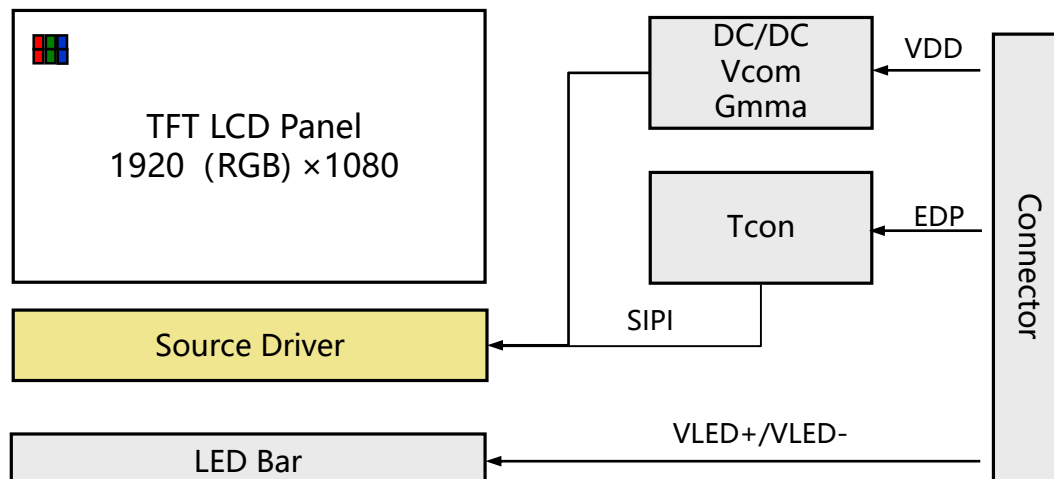 TFT LCD Panel
1920（RGB）×1080
DC/DC
Vcom
Gmma
VDD
Tcon
EDP
Connector
SIPI
Source Driver
VLED+/VLED-
LED Bar